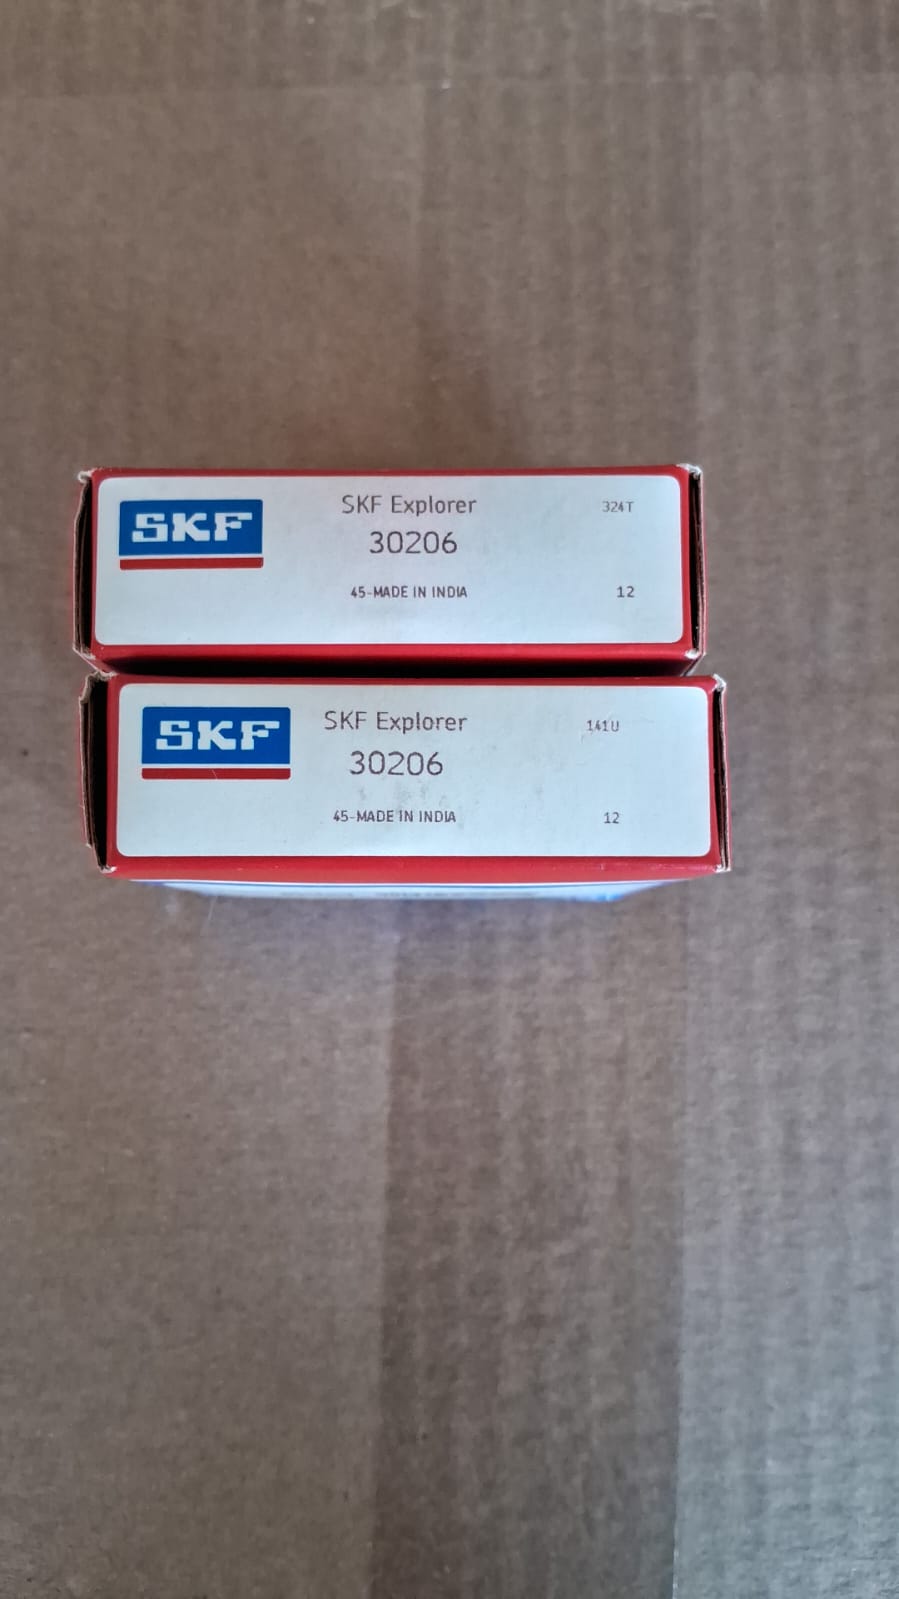 SKF
SKF Explorer
324T
30206
45-MADE IN INDIA
12
SKF
SKF Explorer
141U
30206
45-MADE IN INDIA
12